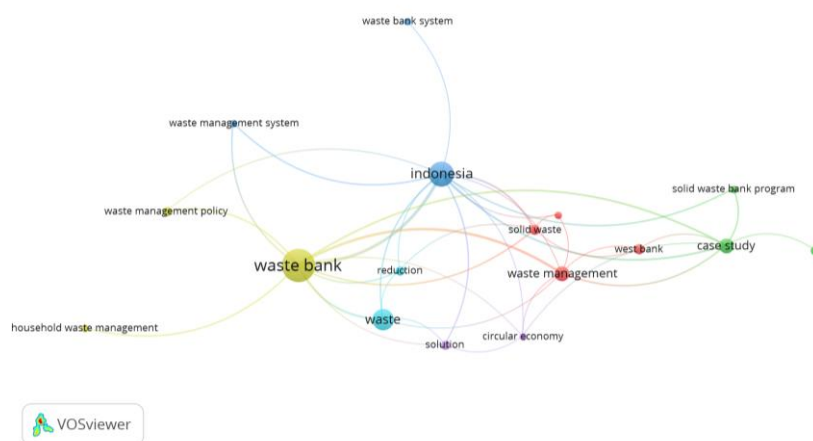 waste bank system
waste management system
indonesia
solid waste bank program
waste management policy
solid waste
case study
west bank
waste bank
reduction
waste management
waste
household waste management
circular economy
solution
VOSviewer